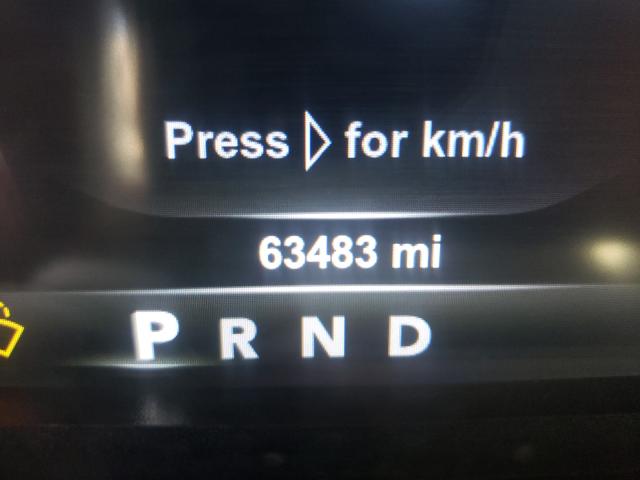 Press ▷ for km/h
63483 mi
P R N D